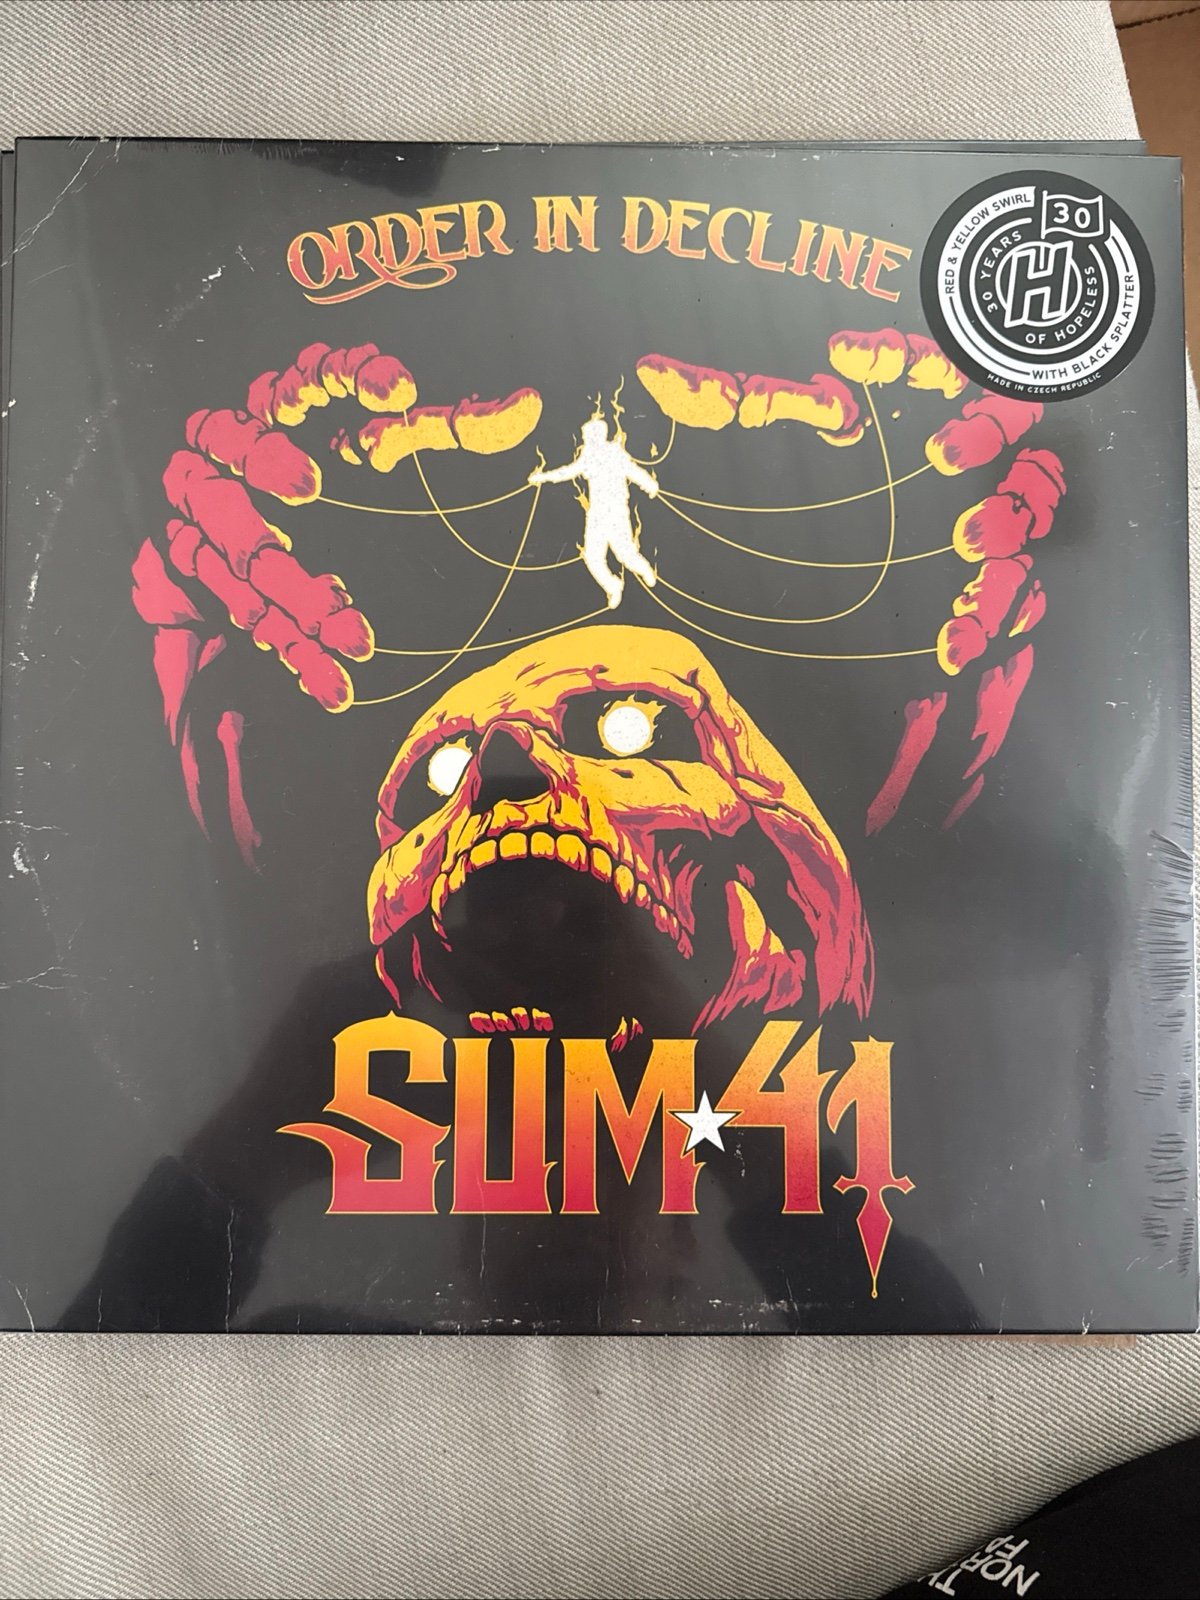 ORDER IN DECLINE
RED & YELLOW SWIRL
30
30 YEARS
H
OF HOPELESS
WITH BLACK SPLATTER
MADE IN CZECH REPUBLIC
SUM★41
NOR